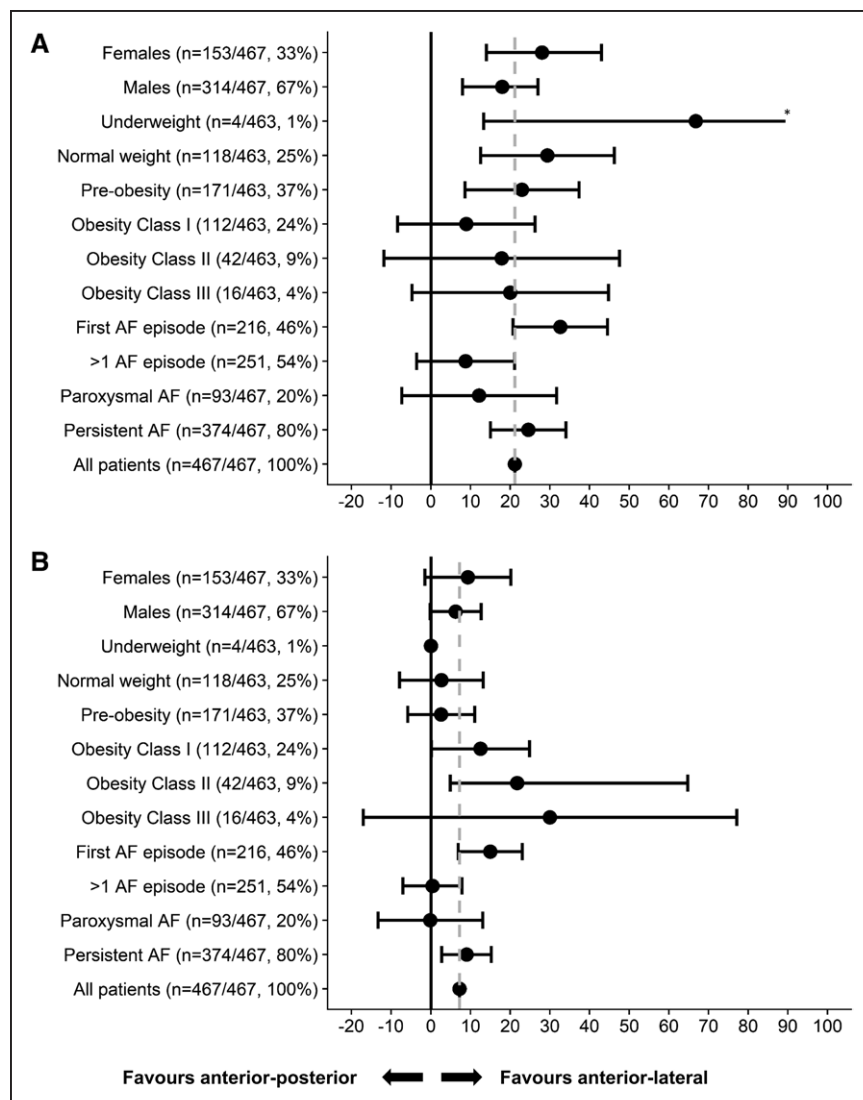 A
Females (n=153/467, 33%)
Males (n=314/467, 67%)
*
Underweight (n=4/463, 1%)
Normal weight (n=118/463, 25%)
Pre-obesity (n=171/463, 37%)
Obesity Class I (112/463, 24%)
Obesity Class II (42/463, 9%)
Obesity Class III (16/463, 4%)
First AF episode (n=216, 46%)
>1 AF episode (n=251, 54%)
Paroxysmal AF (n=93/467, 20%)
Persistent AF (n=374/467, 80%)
All patients (n=467/467, 100%)
-20 -10 0 10 20 30 40 50 60 70 80 90 100
B
Females (n=153/467, 33%)
Males (n=314/467, 67%)
Underweight (n=4/463, 1%)
Normal weight (n=118/463, 25%)
Pre-obesity (n=171/463, 37%)
Obesity Class I (112/463, 24%)
Obesity Class II (42/463, 9%)
Obesity Class III (16/463, 4%)
First AF episode (n=216, 46%)
>1 AF episode (n=251, 54%)
Paroxysmal AF (n=93/467, 20%)
Persistent AF (n=374/467, 80%)
All patients (n=467/467, 100%)
-20 -10 0 10 20 30 40 50 60 70 80 90 100
Favours anterior-posterior Favours anterior-lateral